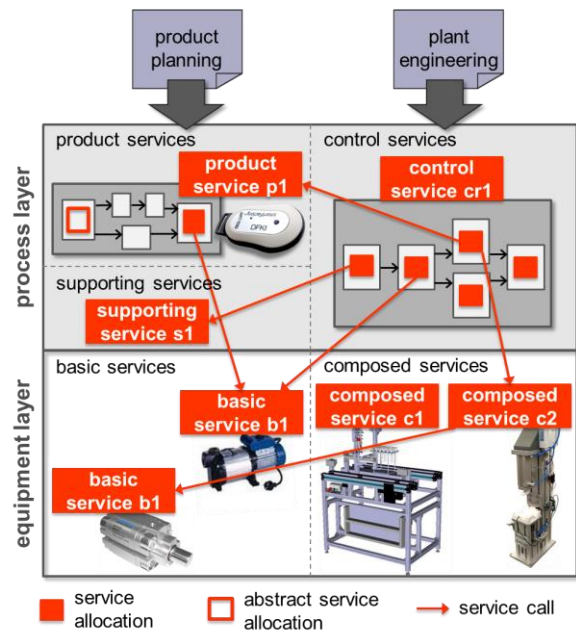 product
planning
plant
engineering
process layer
product services
control services
product
service p1
control
service cr1
DFKI
supporting services
supporting
service s1
equipment layer
basic services
composed services
basic
service b1
composed
service c1
composed
service c2
basic
service b1
service
allocation
abstract service
allocation
service call